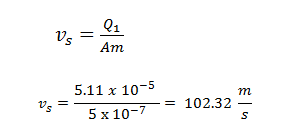 v_s = Q_1 / Am
v_s = 5.11 x 10^-5 / 5 x 10^-7 = 102.32 m/s